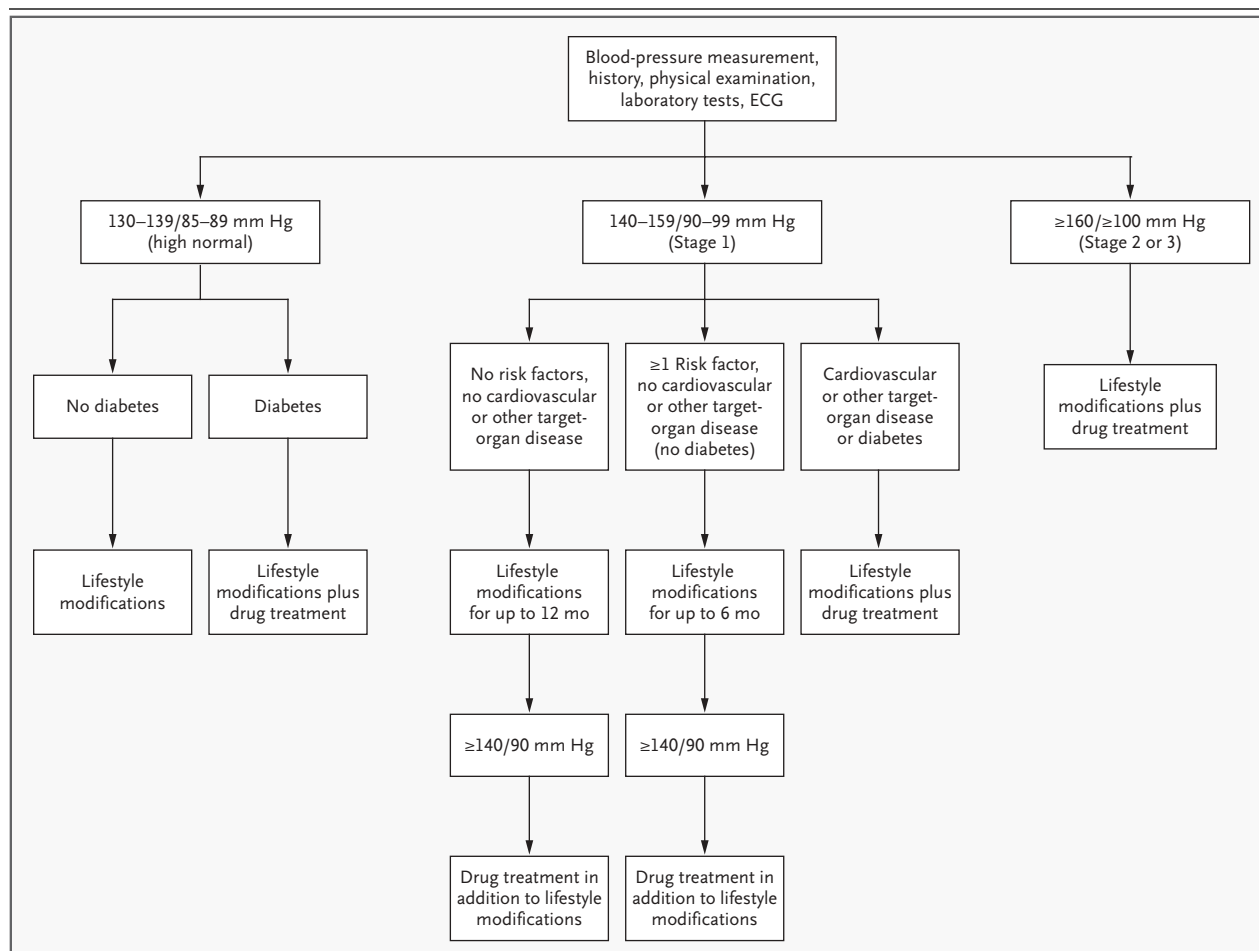 Blood-pressure measurement,
history, physical examination,
laboratory tests, ECG
130–139/85–89 mm Hg
(high normal)
140–159/90–99 mm Hg
(Stage 1)
≥160/≥100 mm Hg
(Stage 2 or 3)
No diabetes
Diabetes
No risk factors,
no cardiovascular
or other target-
organ disease
≥1 Risk factor,
no cardiovascular
or other target-
organ disease
(no diabetes)
Cardiovascular
or other target-
organ disease
or diabetes
Lifestyle
modifications plus
drug treatment
Lifestyle
modifications
Lifestyle
modifications plus
drug treatment
Lifestyle
modifications
for up to 12 mo
Lifestyle
modifications
for up to 6 mo
Lifestyle
modifications plus
drug treatment
≥140/90 mm Hg
≥140/90 mm Hg
Drug treatment in
addition to lifestyle
modifications
Drug treatment in
addition to lifestyle
modifications